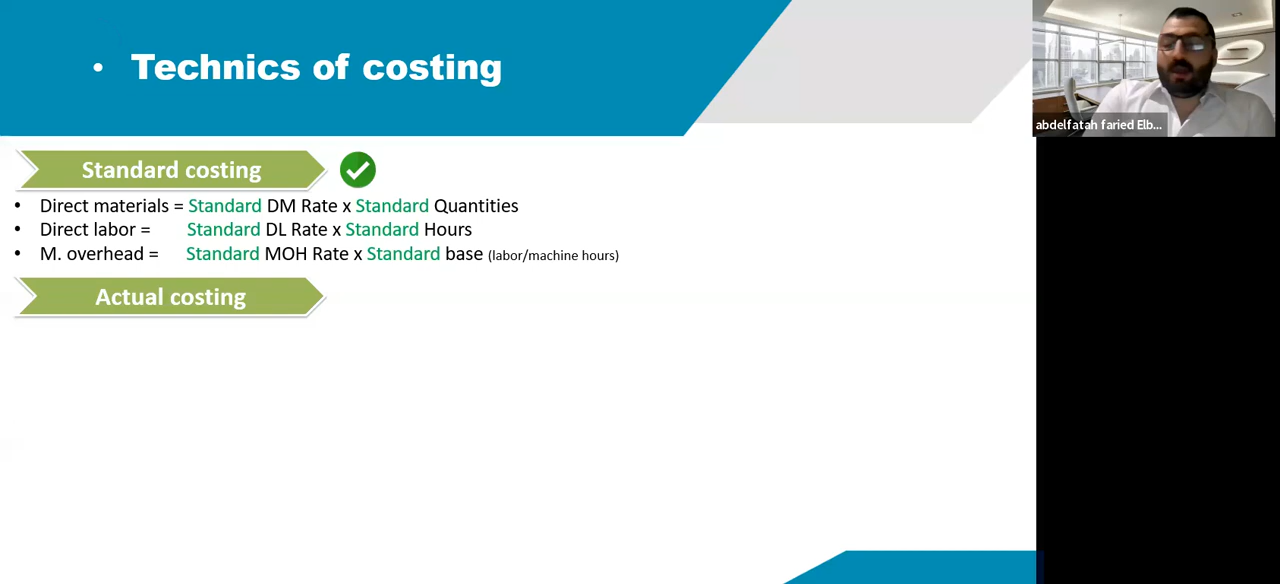 • Technics of costing
abdelfatah faried Elb...
Standard costing
• Direct materials = Standard DM Rate x Standard Quantities
• Direct labor = Standard DL Rate x Standard Hours
• M. overhead = Standard MOH Rate x Standard base (labor/machine hours)
Actual costing